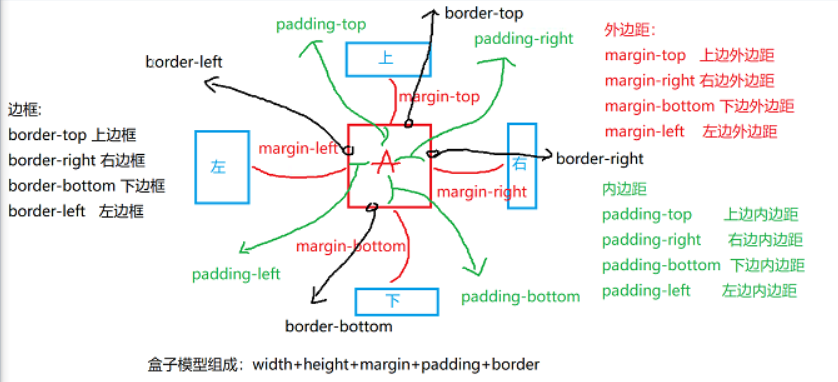 border-top
padding-top
padding-right
外边距：
border-left
上
margin-top 上边外边距
margin-right 右边外边距
margin-top
边框:
margin-bottom 下边外边距
border-top 上边框
margin-left 左边外边距
margin-left
左
A
右
border-right
border-right 右边框
border-bottom 下边框
margin-right
内边距
border-left 左边框
padding-top 上边内边距
padding-right 右边内边距
margin-bottom
padding-bottom 下边内边距
padding-left
padding-left 左边内边距
下
padding-bottom
border-bottom
盒子模型组成：width+height+margin+padding+border